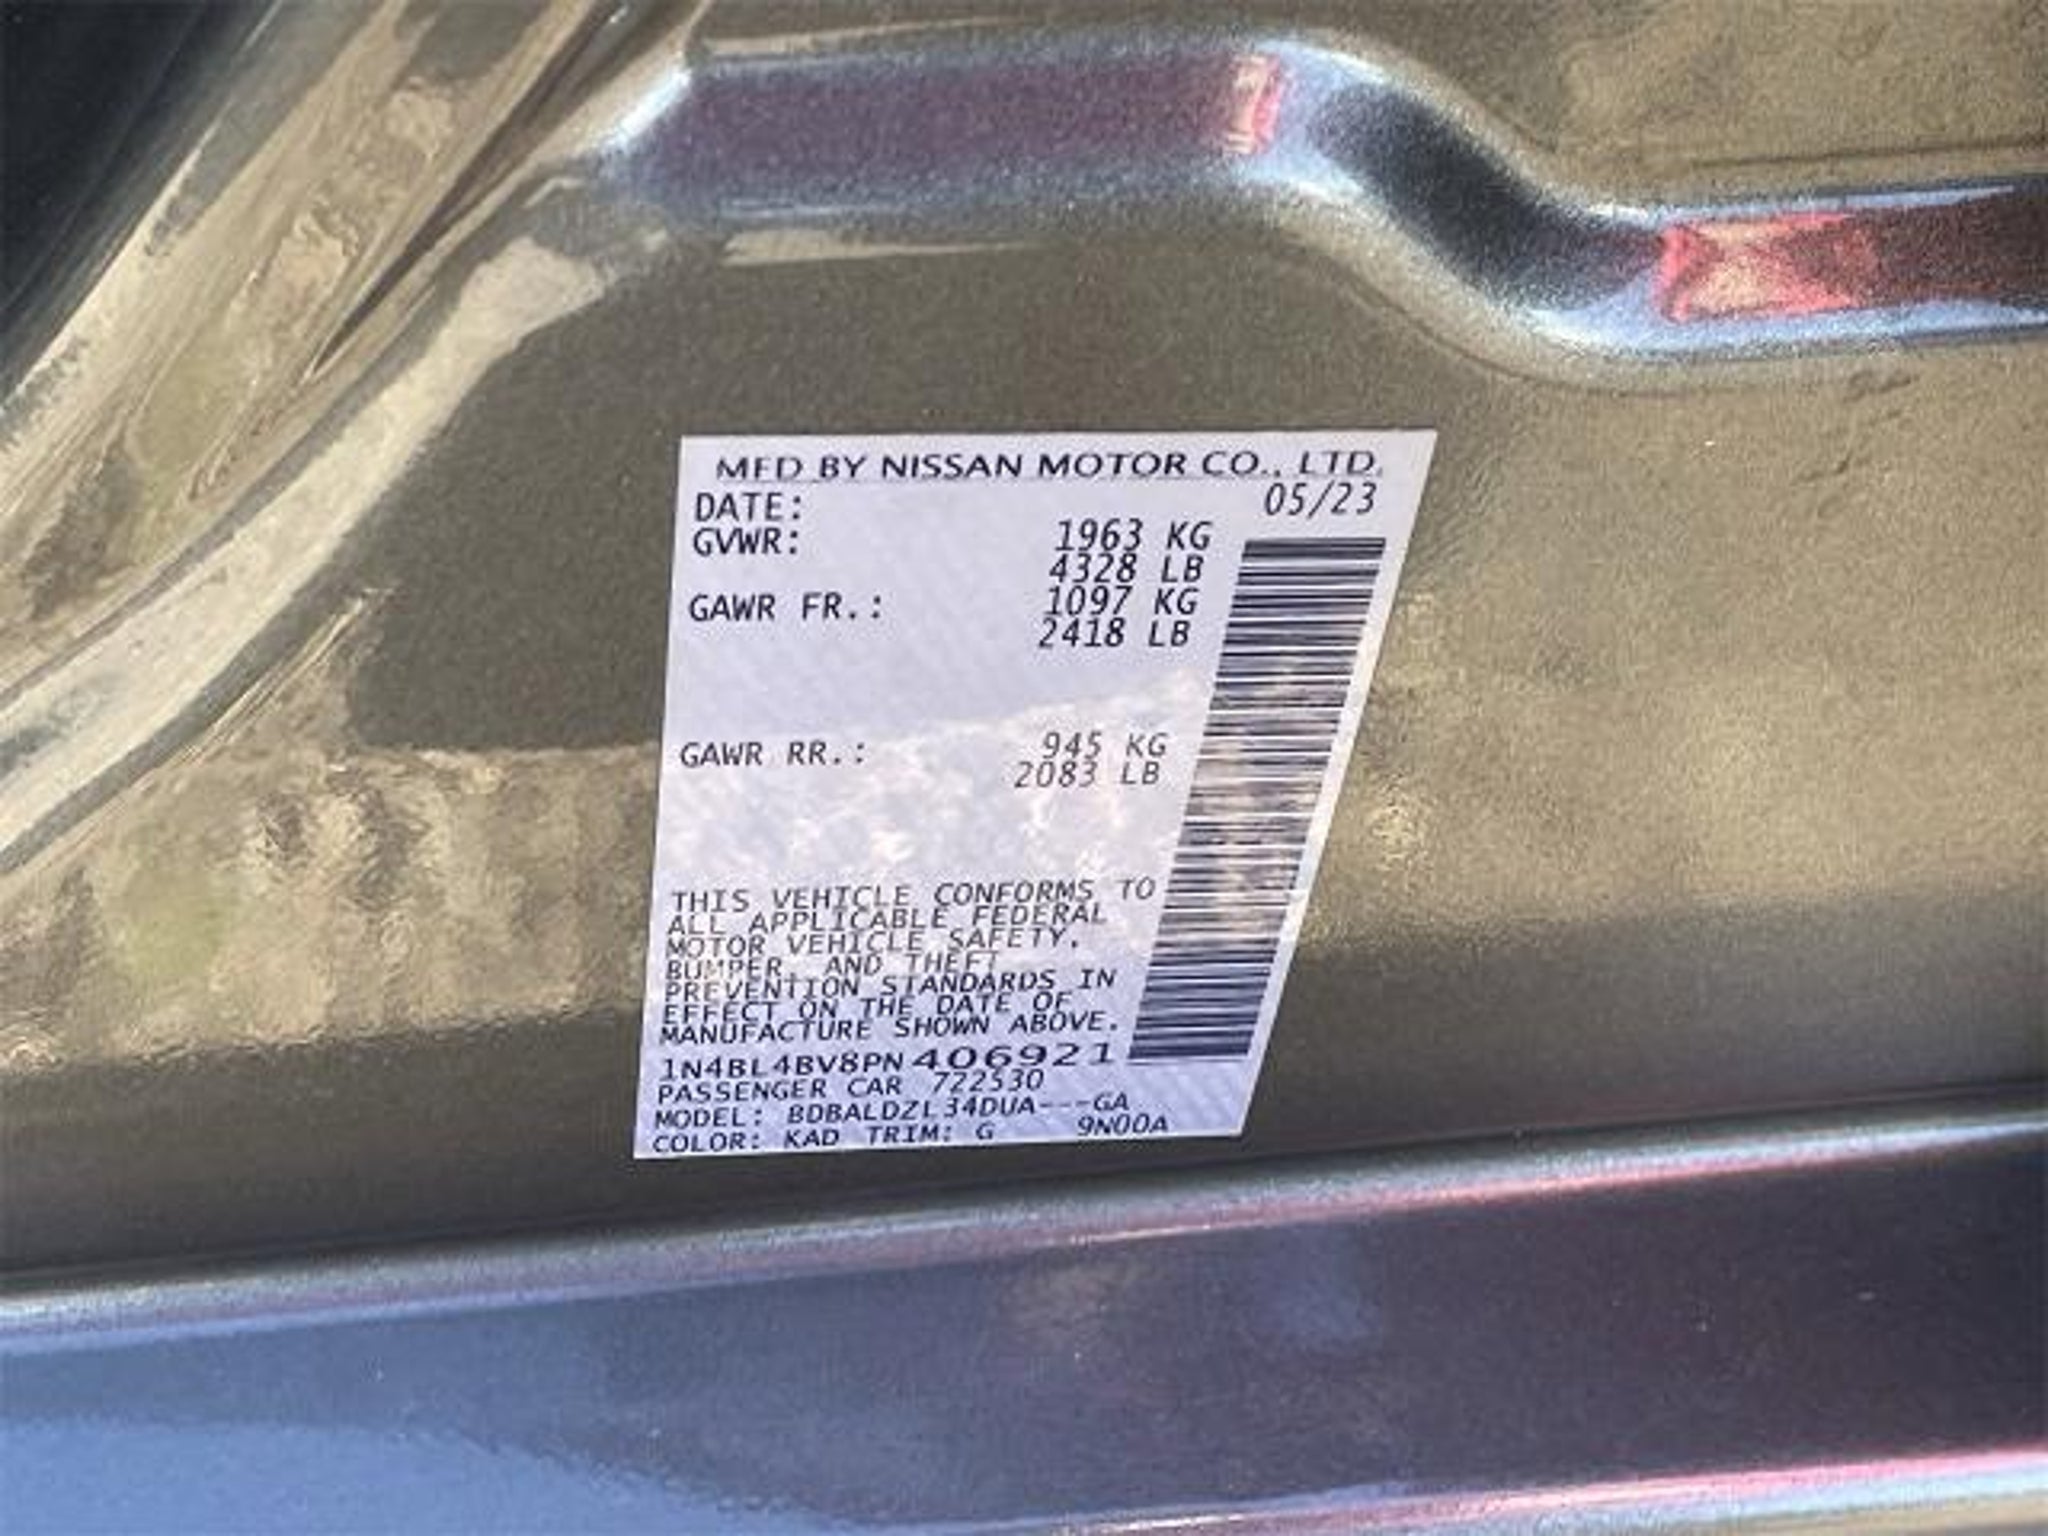 MFD BY NISSAN MOTOR CO., LTD.
DATE: 05/23
GVWR: 1963 KG
4328 LB
GAWR FR.: 1097 KG
2418 LB
GAWR RR.: 945 KG
2083 LB
THIS VEHICLE CONFORMS TO
ALL APPLICABLE FEDERAL
MOTOR VEHICLE SAFETY,
BUMPER, AND THEFT
PREVENTION STANDARDS IN
EFFECT ON THE DATE OF
MANUFACTURE SHOWN ABOVE.
1N4BL4BV8PN406921
PASSENGER CAR 722530
MODEL: BDBALDZL34DUA---GA
COLOR: KAD TRIM: G 9N00A